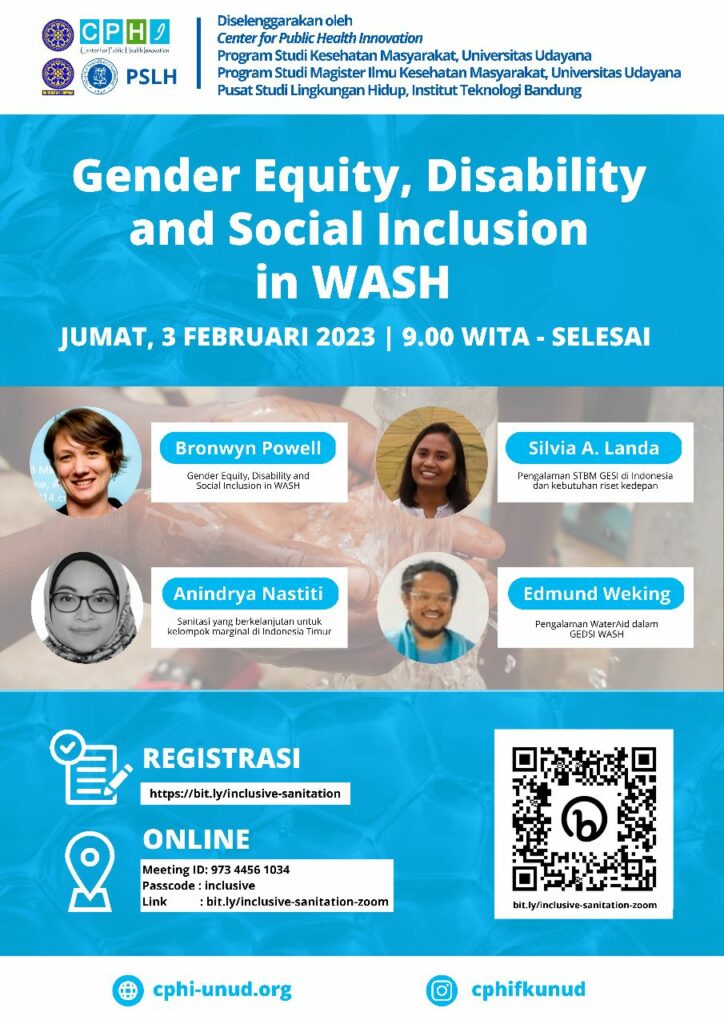 CPHI
Center for Public Health Innovation
PSLH
Diselenggarakan oleh
Center for Public Health Innovation
Program Studi Kesehatan Masyarakat, Universitas Udayana
Program Studi Magister Ilmu Kesehatan Masyarakat, Universitas Udayana
Pusat Studi Lingkungan Hidup, Institut Teknologi Bandung
Gender Equity, Disability
and Social Inclusion
in WASH
JUMAT, 3 FEBRUARI 2023 | 9.00 WITA - SELESAI
Bronwyn Powell
Gender Equity, Disability and
Social Inclusion in WASH
Silvia A. Landa
Pengalaman STBM GESI di Indonesia
dan kebutuhan riset kedepan
Anindrya Nastiti
Sanitasi yang berkelanjutan untuk
kelompok marginal di Indonesia Timur
Edmund Weking
Pengalaman WaterAid dalam
GEDSI WASH
REGISTRASI
https://bit.ly/inclusive-sanitation
ONLINE
Meeting ID: 973 4456 1034
Passcode : inclusive
Link : bit.ly/inclusive-sanitation-zoom
bit.ly/inclusive-sanitation-zoom
cphi-unud.org
cphifkunud